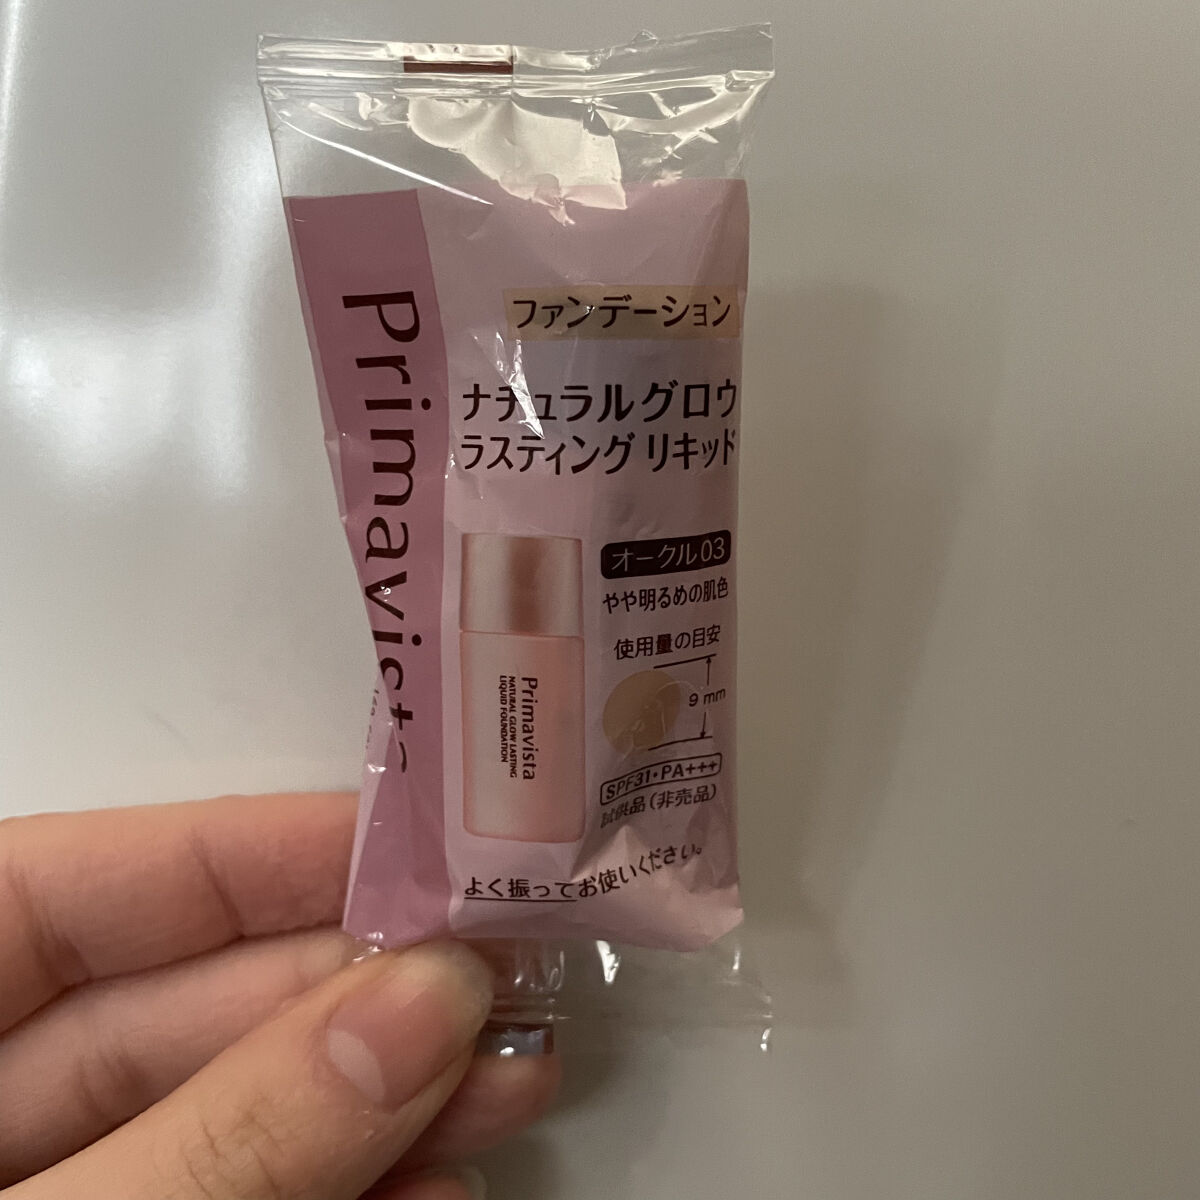 Primavista
ファンデーション
ナチュラルグロウ
ラスティング リキッド
オークル03
やや明るめの肌色
使用量の目安
9 mm
SPF31・PA+++
試供品（非売品）
Primavista
NATURAL GLOW LASTING
LIQUID FOUNDATION
よく振ってお使いください。